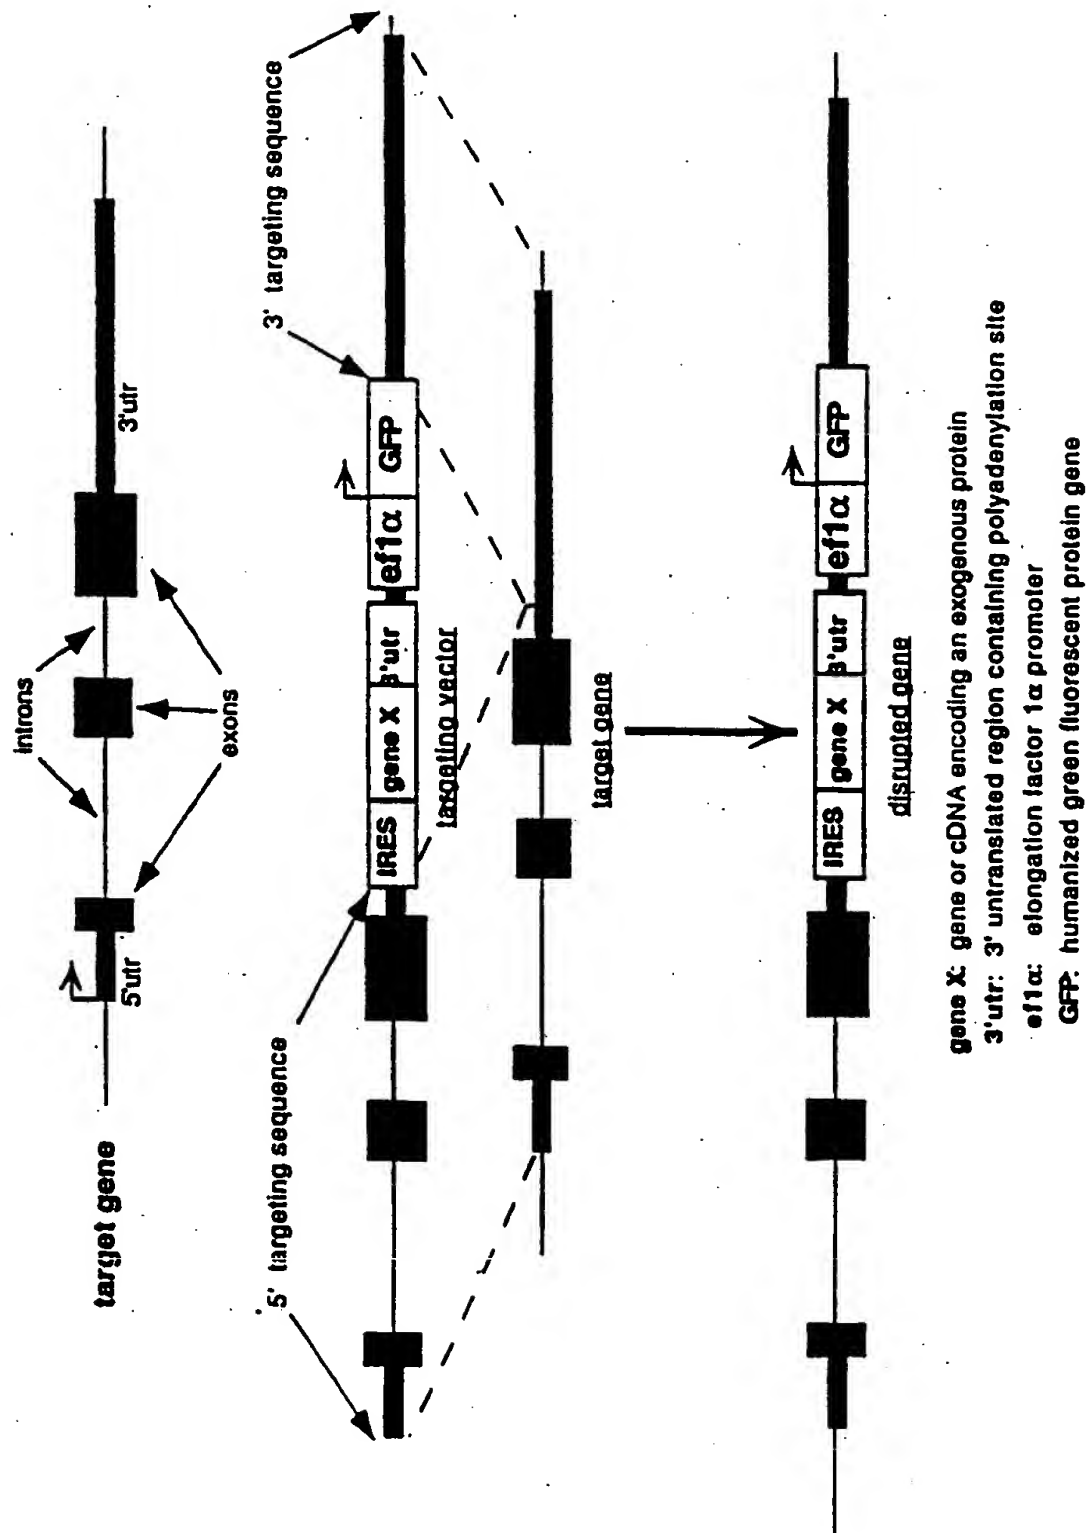 introns
target gene
5'utr
3'utr
exons
5' targeting sequence
3' targeting sequence
IRES
gene X
3'utr
ef1α
GFP
targeting vector
target gene
IRES
gene X
3'utr
ef1α
GFP
disrupted gene
gene X: gene or cDNA encoding an exogenous protein
3'utr: 3' untranslated region containing polyadenylation site
ef1α: elongation factor 1α promoter
GFP: humanized green fluorescent protein gene